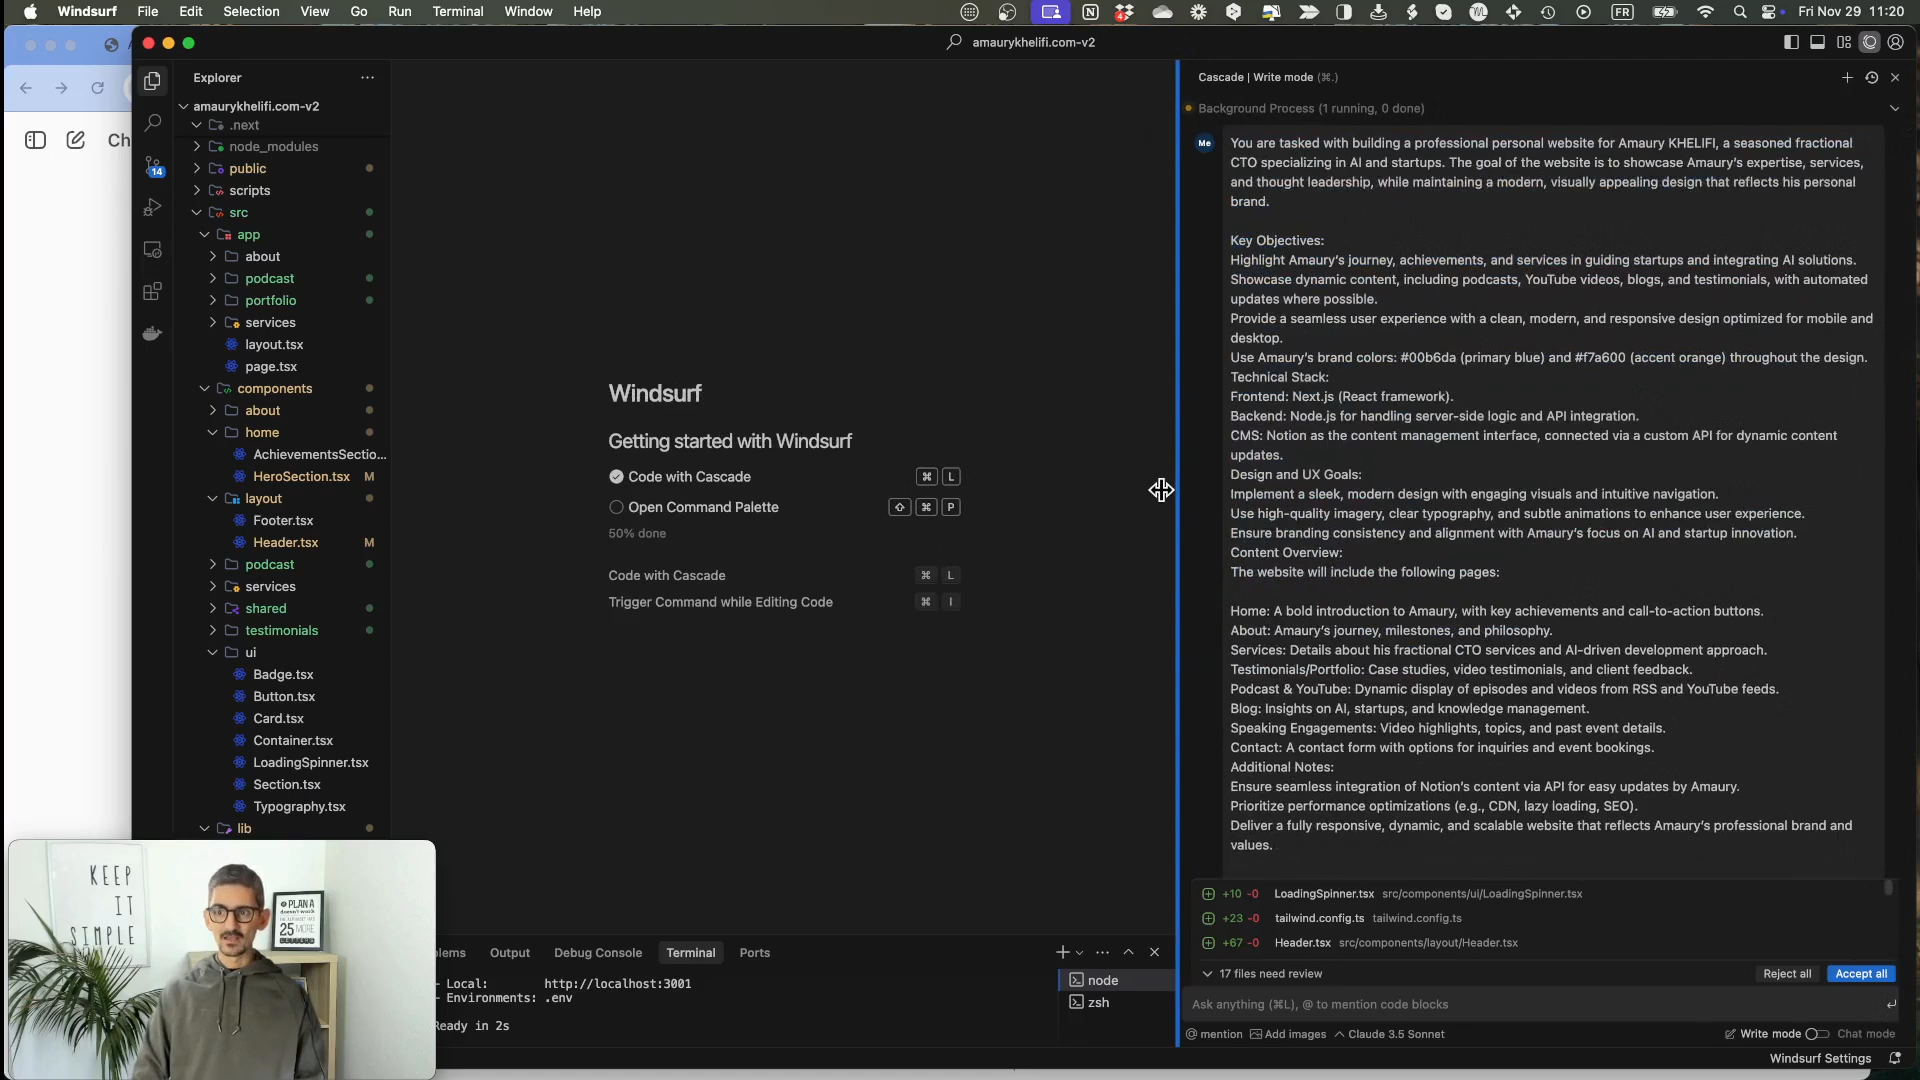 Windsurf File Edit Selection View Go Run Terminal Window Help
FR
Fri Nov 29 11:20
amaurykhelifi.com-v2
Explorer
amaurykhelifi.com-v2
.next
node_modules
public
scripts
src
app
about
podcast
portfolio
services
layout.tsx
page.tsx
components
about
home
AchievementsSectio...
HeroSection.tsx M
layout
Footer.tsx
Header.tsx M
podcast
services
shared
testimonials
ui
Badge.tsx
Button.tsx
Card.tsx
Container.tsx
LoadingSpinner.tsx
Section.tsx
Typography.tsx
lib
14
Ch
KEEP
IT
SIMPLE
PLAN A
25 MORE
Windsurf
Getting started with Windsurf
Code with Cascade ⌘ L
Open Command Palette ⇧ ⌘ P
50% done
Code with Cascade ⌘ L
Trigger Command while Editing Code ⌘ I
lems Output Debug Console Terminal Ports
- Local: http://localhost:3001
- Environments: .env
Ready in 2s
node
zsh
Cascade | Write mode (⌘.)
Background Process (1 running, 0 done)
Me
You are tasked with building a professional personal website for Amaury KHELIFI, a seasoned fractional
CTO specializing in AI and startups. The goal of the website is to showcase Amaury's expertise, services,
and thought leadership, while maintaining a modern, visually appealing design that reflects his personal
brand.
Key Objectives:
Highlight Amaury's journey, achievements, and services in guiding startups and integrating AI solutions.
Showcase dynamic content, including podcasts, YouTube videos, blogs, and testimonials, with automated
updates where possible.
Provide a seamless user experience with a clean, modern, and responsive design optimized for mobile and
desktop.
Use Amaury's brand colors: #00b6da (primary blue) and #f7a600 (accent orange) throughout the design.
Technical Stack:
Frontend: Next.js (React framework).
Backend: Node.js for handling server-side logic and API integration.
CMS: Notion as the content management interface, connected via a custom API for dynamic content
updates.
Design and UX Goals:
Implement a sleek, modern design with engaging visuals and intuitive navigation.
Use high-quality imagery, clear typography, and subtle animations to enhance user experience.
Ensure branding consistency and alignment with Amaury's focus on AI and startup innovation.
Content Overview:
The website will include the following pages:
Home: A bold introduction to Amaury, with key achievements and call-to-action buttons.
About: Amaury's journey, milestones, and philosophy.
Services: Details about his fractional CTO services and AI-driven development approach.
Testimonials/Portfolio: Case studies, video testimonials, and client feedback.
Podcast & YouTube: Dynamic display of episodes and videos from RSS and YouTube feeds.
Blog: Insights on AI, startups, and knowledge management.
Speaking Engagements: Video highlights, topics, and past event details.
Contact: A contact form with options for inquiries and event bookings.
Additional Notes:
Ensure seamless integration of Notion's content via API for easy updates by Amaury.
Prioritize performance optimizations (e.g., CDN, lazy loading, SEO).
Deliver a fully responsive, dynamic, and scalable website that reflects Amaury's professional brand and
values.
+10 -0 LoadingSpinner.tsx src/components/ui/LoadingSpinner.tsx
+23 -0 tailwind.config.ts tailwind.config.ts
+67 -0 Header.tsx src/components/layout/Header.tsx
17 files need review Reject all Accept all
Ask anything (⌘L), @ to mention code blocks
@ mention Add images Claude 3.5 Sonnet Write mode Chat mode
Windsurf Settings